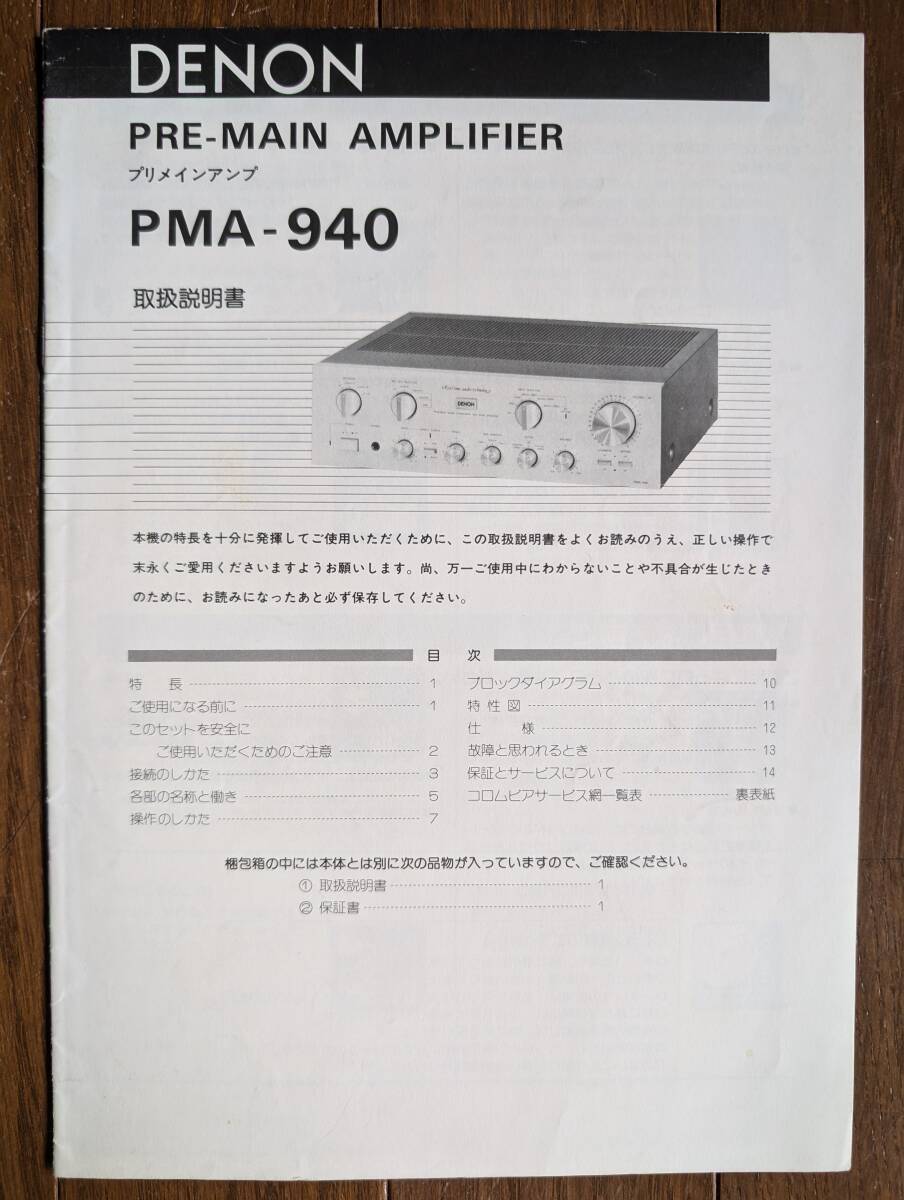 DENON
PRE-MAIN AMPLIFIER
プリメインアンプ
PMA-940
取扱説明書
DENON
本機の特長を十分に発揮してご使用いただくために、この取扱説明書をよくお読みのうえ、正しい操作で
末永くご愛用くださいますようお願いします。尚、万一ご使用中にわからないことや不具合が生じたとき
のために、お読みになったあと必ず保存してください。
目 次
特 長 1
ご使用になる前に 1
このセットを安全に
ご使用いただくためのご注意 2
接続のしかた 3
各部の名称と働き 5
操作のしかた 7
ブロックダイアグラム 10
特性図 11
仕 様 12
故障と思われるとき 13
保証とサービスについて 14
コロムビアサービス網一覧表 裏表紙
梱包箱の中には本体とは別に次の品物が入っていますので、ご確認ください。
① 取扱説明書 1
② 保証書 1